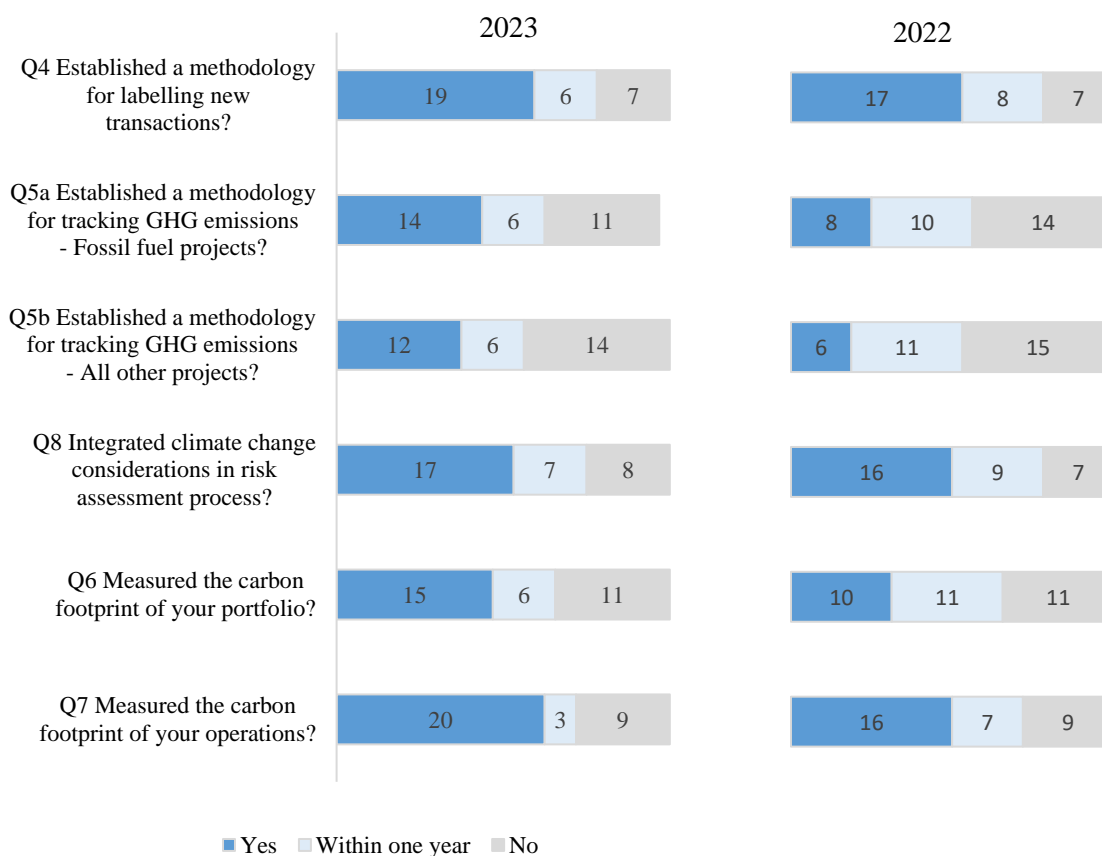 2023
2022
Q4 Established a methodology
for labelling new
transactions?
19 6 7
17 8 7
Q5a Established a methodology
for tracking GHG emissions
- Fossil fuel projects?
14 6 11
8 10 14
Q5b Established a methodology
for tracking GHG emissions
- All other projects?
12 6 14
6 11 15
Q8 Integrated climate change
considerations in risk
assessment process?
17 7 8
16 9 7
Q6 Measured the carbon
footprint of your portfolio?
15 6 11
10 11 11
Q7 Measured the carbon
footprint of your operations?
20 3 9
16 7 9
Yes Within one year No